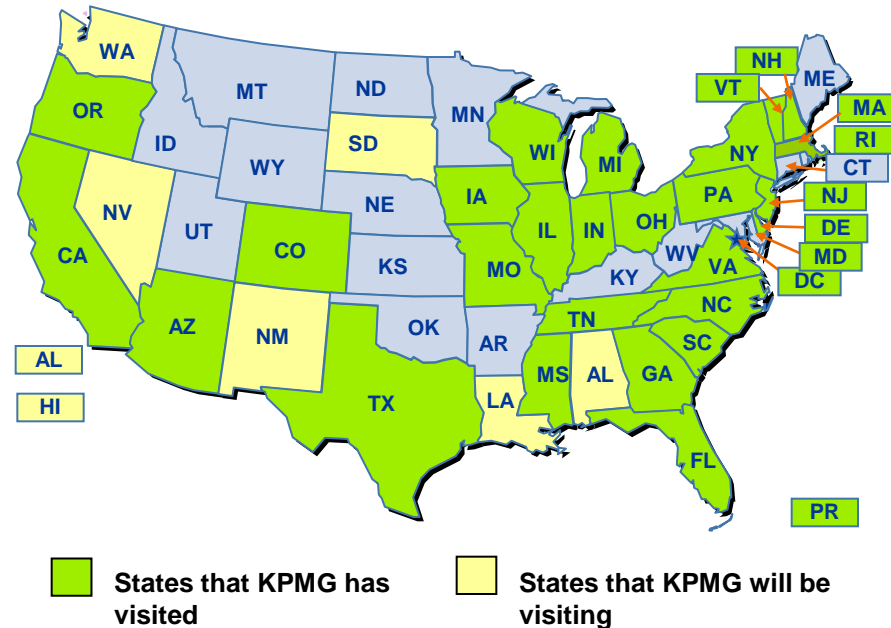 WA
MT
ND
MN
NH
ME
VT
MA
OR
ID
SD
WI
MI
NY
RI
CT
WY
IA
PA
NJ
NV
NE
OH
DE
UT
CO
IL
IN
WV
MD
CA
KS
MO
KY
VA
DC
AZ
NM
OK
TN
NC
AR
SC
AL
MS
AL
GA
HI
TX
LA
FL
PR
States that KPMG has
visited
States that KPMG will be
visiting